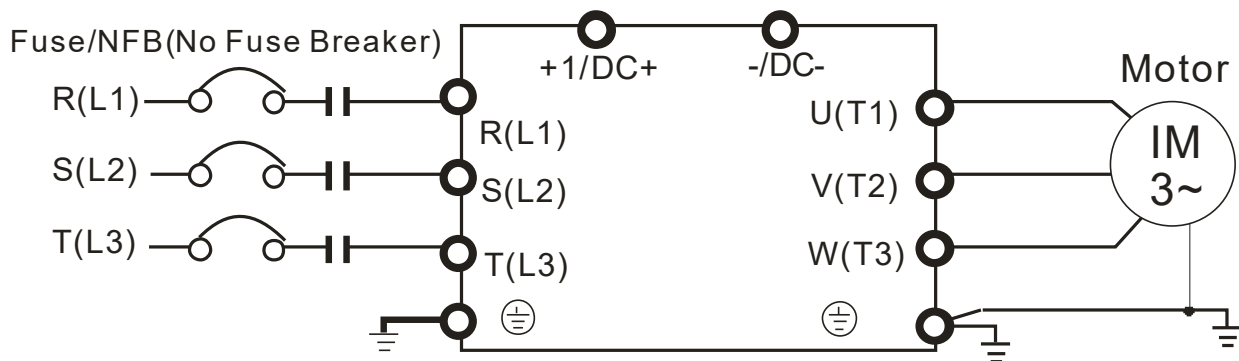 Fuse/NFB(No Fuse Breaker)
+1/DC+
-/DC-
Motor
R(L1)
R(L1)
U(T1)
IM
3~
S(L2)
S(L2)
V(T2)
T(L3)
T(L3)
W(T3)